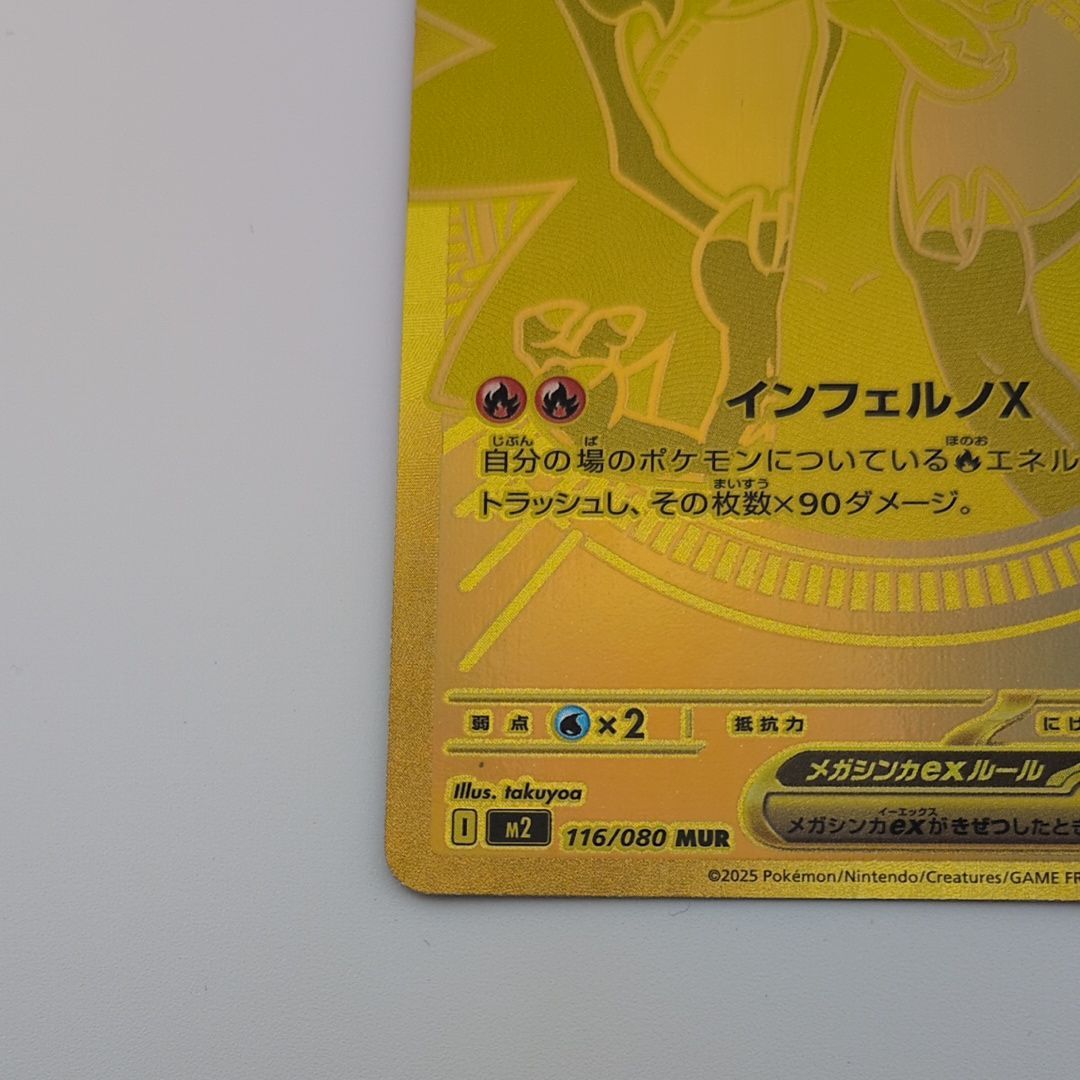 インフェルノX
じぶん ば ほのお
自分の場のポケモンについているエネル
まいすう
トラッシュし、その枚数×90ダメージ。
弱点 ×2 抵抗力 にげ
メガシンカexルール
イーエックス
メガシンカexがきぜつしたとき
Illus. takuyoa
I M2 116/080 MUR
©2025 Pokémon/Nintendo/Creatures/GAME FR